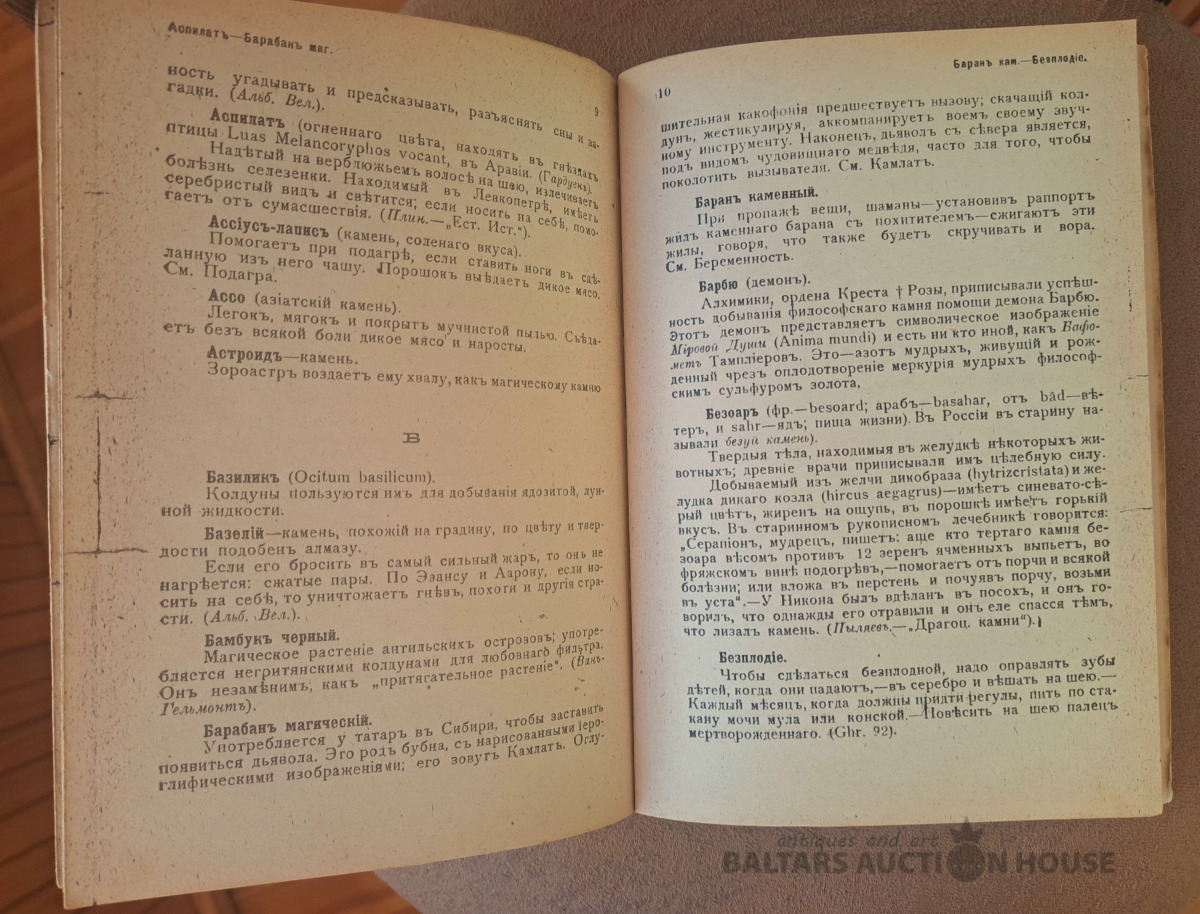 Аспилатъ—Барабанъ маг.
9
ность угадывать и предсказывать, разъяснять сны и за-
гадки. (Альб. Вел.).
Аспилатъ (огненнаго цвѣта, находятъ въ гнѣздахъ
птицы Luas Melancoryphos vocant, въ Аравіи. (Гардуенъ).
Надѣтый на верблюжьемъ волосѣ на шею, излечиваетъ
болѣзнь селезенки. Находимый въ Левкопетрѣ, имѣетъ
серебристый видъ и свѣтится; если носить на себѣ, помо-
гаетъ отъ сумасшествія. (Плин.—„Ест. Ист.").
Ассіусъ-лаписъ (камень, соленаго вкуса).
Помогаетъ при подагрѣ, если ставить ноги въ сдѣ-
ланную изъ него чашу. Порошокъ выѣдаетъ дикое мясо.
См. Подагра.
Ассо (азіатскій камень).
Легокъ, мягокъ и покрытъ мучнистой пылью. Съѣда-
етъ безъ всякой боли дикое мясо и наросты.
Астроидъ—камень.
Зороастръ воздаетъ ему хвалу, какъ магическому камню
Б
Базиликъ (Ocitum basilicum).
Колдуны пользуются имъ для добыванія ядозитой, лун-
ной жидкости.
Базелій—камень, похожій на градину, по цвѣту и твер-
дости подобенъ алмазу.
Если его бросить въ самый сильный жаръ, то онъ не
нагрѣется: сжатые пары. По Эвансу и Аарону, если но-
сить на себѣ, то уничтожаетъ гнѣвъ, похоти и другія стра-
сти. (Альб. Вел.).
Бамбукъ черный.
Магическое растеніе антильскихъ острововъ; употре-
бляется негритянскими колдунами для любовнаго фильтра.
Онъ незамѣнимъ, какъ „притягательное растеніе". (Ванъ-
Гельмонтъ).
Барабанъ магическій.
Употребляется у татаръ въ Сибири, чтобы заставить
появиться дьявола. Это родъ бубна, съ нарисованными іеро-
глифическими изображеніями; его зовутъ Камлатъ. Оглу-
10
Баранъ кам.—Безплодіе.
шительная какофонія предшествуетъ вызову; скачащій кол-
дунъ, жестикулируя, аккомпанируетъ воемъ своему звуч-
ному инструменту. Наконецъ, дьяволъ съ сѣвера является,
подъ видомъ чудовищнаго медвѣдя, часто для того, чтобы
поколотить вызывателя. См. Камлатъ.
Баранъ каменный.
При пропажѣ вещи, шаманы—установивъ раппортъ
жилъ каменнаго барана съ похитителемъ—сжигаютъ эти
жилы, говоря, что также будетъ скручивать и вора.
См. Беременность.
Барбю (демонъ).
Алхимики, ордена Креста † Розы, приписывали успѣш-
ность добыванія философскаго камня помощи демона Барбю.
Этотъ демонъ представляетъ символическое изображеніе
Міровой Души (Anima mundi) и есть ни кто иной, какъ Бафо-
метъ Тампліеровъ. Это—азотъ мудрыхъ, живущій и рож-
денный чрезъ оплодотвореніе меркурія мудрыхъ философ-
скимъ сульфуромъ золота,
Безоаръ (фр.—besoard; арабъ—basahar, отъ bâd—вѣ-
теръ, и sahr—ядъ; пища жизни). Въ Россіи въ старину на-
зывали безуй камень).
Твердыя тѣла, находимыя въ желудкѣ нѣкоторыхъ жи-
вотныхъ; древніе врачи приписывали имъ цѣлебную силу.
Добываемый изъ желчи дикобраза (hytrizcristata) и же-
лудка дикаго козла (hircus aegagrus)—имѣетъ синевато-сѣ-
рый цвѣтъ, жиренъ на ощупь, въ порошкѣ имѣетъ горькій
вкусъ. Въ старинномъ рукописномъ лечебникѣ говорится:
„Серапіонъ, мудрецъ, пишетъ: аще кто тертаго камня бе-
зоара вѣсомъ противъ 12 зеренъ ячменныхъ выпьетъ, во
фряжскомъ винѣ подогрѣвъ,—помогаетъ отъ порчи и всякой
болѣзни; или вложа въ перстень и почуявъ порчу, возьми
въ уста".—У Никона былъ вдѣланъ въ посохъ, и онъ го-
ворилъ, что однажды его отравили и онъ еле спасся тѣмъ,
что лизалъ камень. (Пыляевъ.—„Драгоц. камни").
Безплодіе.
Чтобы сдѣлаться безплодной, надо оправлять зубы
дѣтей, когда они падаютъ,—въ серебро и вѣшать на шею.—
Каждый мѣсяцъ, когда должны придти регулы, пить по ста-
кану мочи мула или конской.—Повѣсить на шею палецъ
мертворожденнаго. (Ghr. 92).
antiques and art
BALTARS AUCTION HOUSE